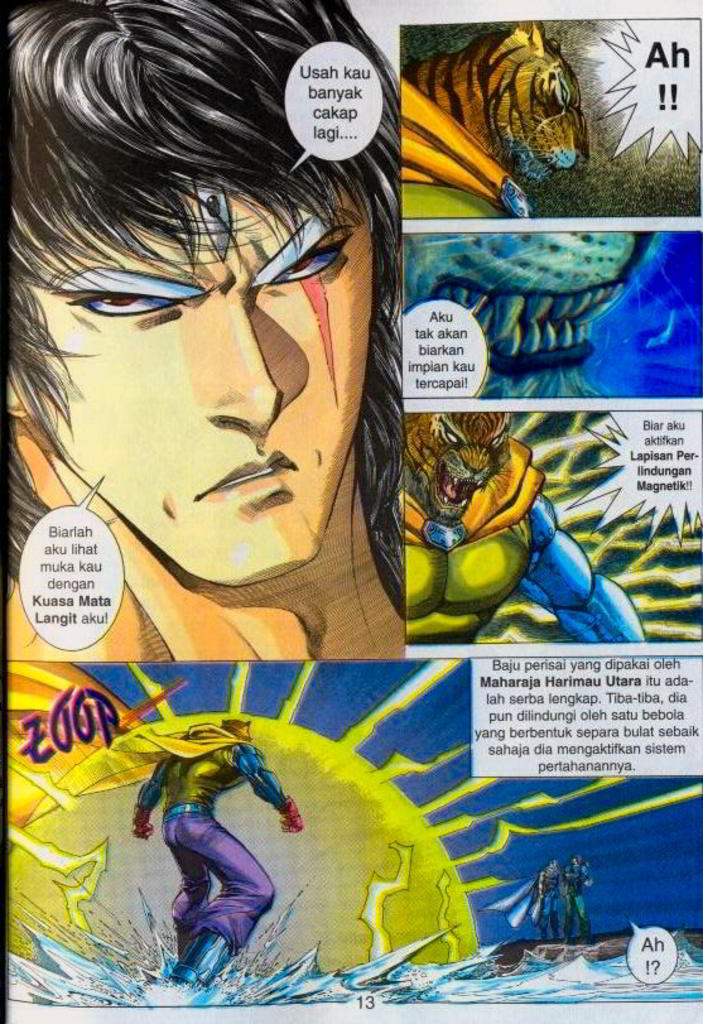 Usah kau
banyak
cakap
lagi....
Ah
!!
Aku
tak akan
biarkan
impian kau
tercapai!
Biar aku
aktifkan
Lapisan Per-
lindungan
Magnetik!!
Biarlah
aku lihat
muka kau
dengan
Kuasa Mata
Langit aku!
ZOOP
Baju perisai yang dipakai oleh
Maharaja Harimau Utara itu ada-
lah serba lengkap. Tiba-tiba, dia
pun dilindungi oleh satu bebola
yang berbentuk separa bulat sebaik
sahaja dia mengaktifkan sistem
pertahanannya.
Ah
!?
13